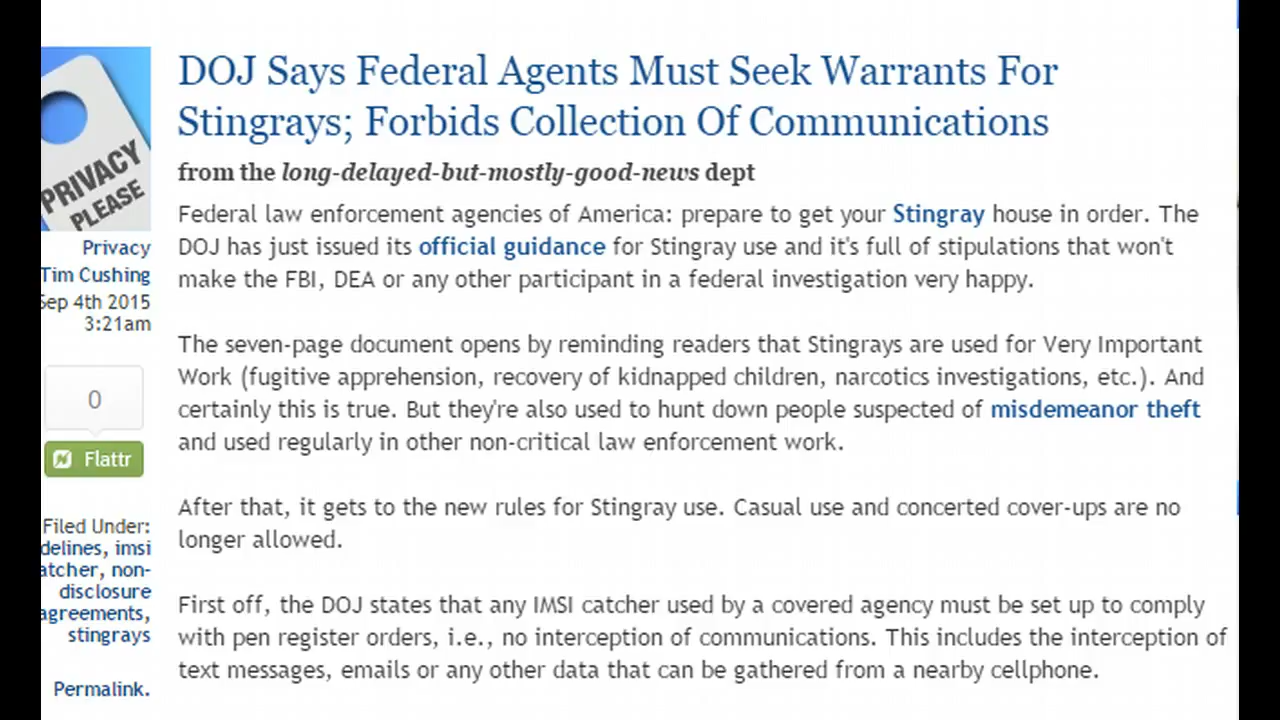 DOJ Says Federal Agents Must Seek Warrants For
Stingrays; Forbids Collection Of Communications
from the long-delayed-but-mostly-good-news dept
PRIVACY
PLEASE
Privacy
Tim Cushing
Sep 4th 2015
3:21am
0
Flattr
Filed Under:
delines, imsi
atcher, non-
disclosure
agreements,
stingrays
Permalink.
Federal law enforcement agencies of America: prepare to get your Stingray house in order. The
DOJ has just issued its official guidance for Stingray use and it's full of stipulations that won't
make the FBI, DEA or any other participant in a federal investigation very happy.
The seven-page document opens by reminding readers that Stingrays are used for Very Important
Work (fugitive apprehension, recovery of kidnapped children, narcotics investigations, etc.). And
certainly this is true. But they're also used to hunt down people suspected of misdemeanor theft
and used regularly in other non-critical law enforcement work.
After that, it gets to the new rules for Stingray use. Casual use and concerted cover-ups are no
longer allowed.
First off, the DOJ states that any IMSI catcher used by a covered agency must be set up to comply
with pen register orders, i.e., no interception of communications. This includes the interception of
text messages, emails or any other data that can be gathered from a nearby cellphone.